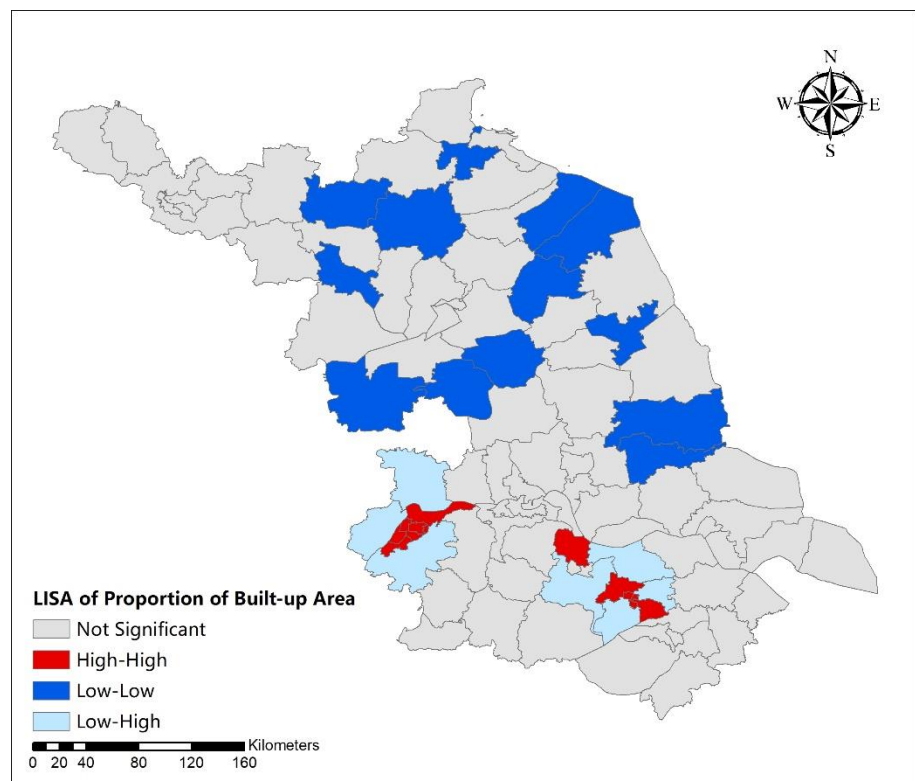 N
W E
S
LISA of Proportion of Built-up Area
Not Significant
High-High
Low-Low
Low-High
Kilometers
0 20 40 80 120 160